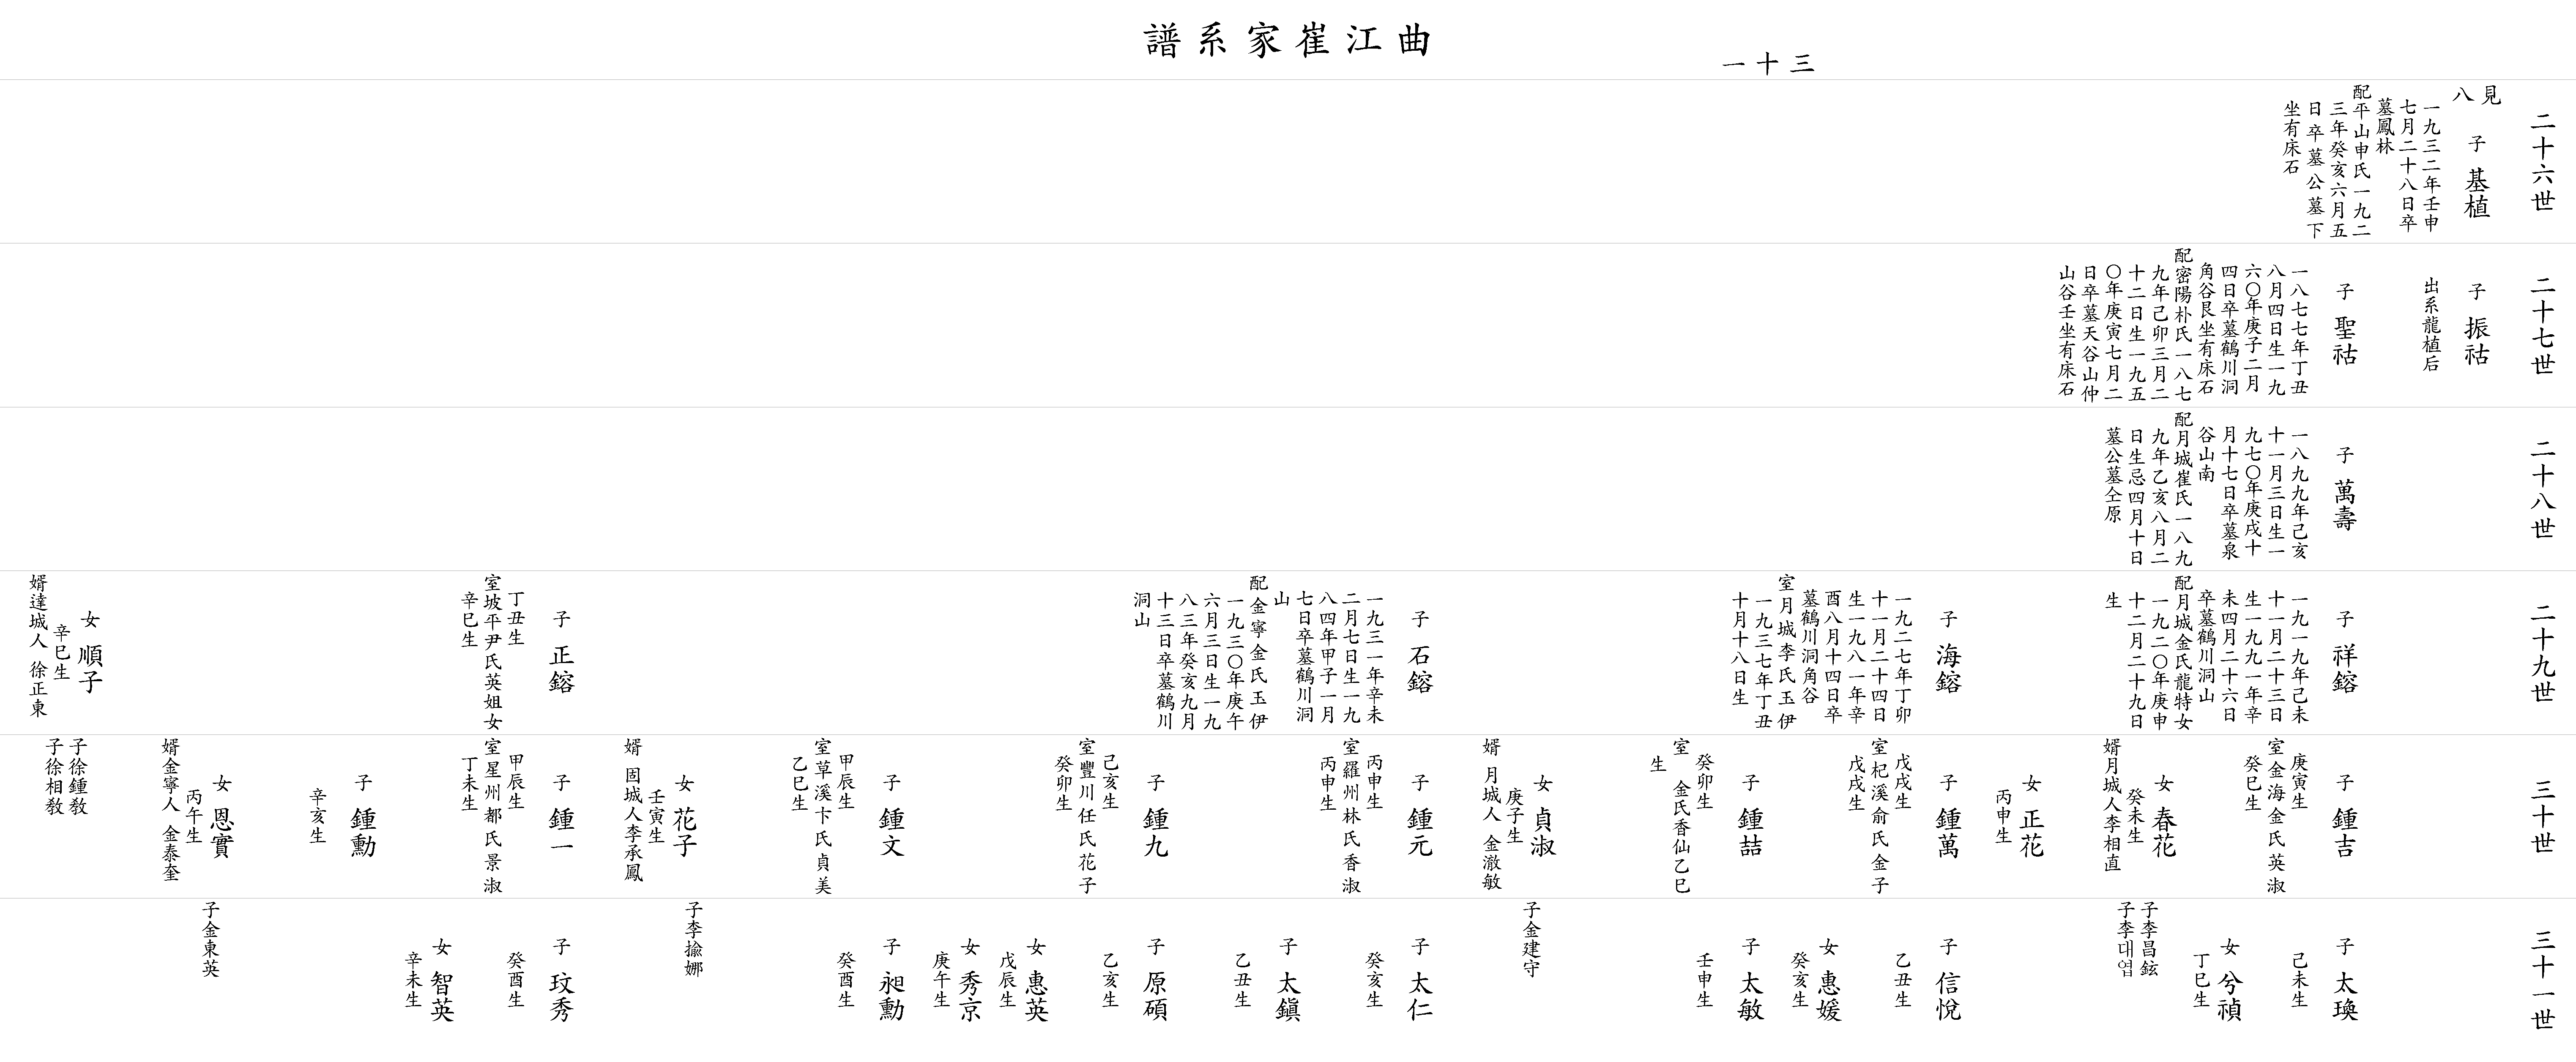 曲江崔家系譜
三十一
二十六世
見
八
子 基植
一九三二年壬申
七月二十八日卒
墓鳳林
配平山申氏一九二
三年癸亥六月五
日卒墓公墓下
坐有床石
二十七世
子 振祜
出系龍植后
子 聖祜
一八七七年丁丑
八月四日生一九
六〇年庚子二月
四日卒墓鶴川洞
角谷艮坐有床石
配密陽朴氏一八七
九年己卯三月二
十二日生一九五
〇年庚寅七月二
日卒墓天谷山仲
山谷壬坐有床石
二十八世
子 萬壽
一八九九年己亥
十一月三日生一
九七〇年庚戌十
月十七日卒墓泉
谷山南
配月城崔氏一八九
九年乙亥八月二
日生忌四月十日
墓公墓仝原
二十九世
子 祥鎔
一九一九年己未
十一月二十三日
生一九九一年辛
未四月二十六日
卒墓鶴川洞山
配月城金氏龍特女
一九二〇年庚申
十二月二十九日
生
子 海鎔
一九二七年丁卯
十一月二十四日
生一九八一年辛
酉八月十四日卒
墓鶴川洞角谷
室月城李氏玉伊
一九三七年丁丑
十月十八日生
子 石鎔
一九三一年辛未
二月七日生一九
八四年甲子一月
七日卒墓鶴川洞
山
配金寧金氏玉伊
一九三〇年庚午
六月三日生一九
八三年癸亥九月
十三日卒墓鶴川
洞山
子 正鎔
丁丑生
室坡平尹氏英姐女
辛巳生
女 順子
辛巳生
婿達城人 徐正東
三十世
子 鍾吉
庚寅生
室金海金氏英淑
癸巳生
女 春花
癸未生
婿月城人李相直
女 正花
丙申生
子 鍾萬
戊戌生
室杞溪俞氏金子
戊戌生
子 鍾喆
癸卯生
室 金氏香仙乙巳
生
女 貞淑
庚子生
婿 月城人 金澈敏
子 鍾元
丙申生
室羅州林氏香淑
丙申生
子 鍾九
己亥生
室豐川任氏花子
癸卯生
子 鍾文
甲辰生
室草溪卞氏貞美
乙巳生
女 花子
壬寅生
婿 固城人李承鳳
子 鍾一
甲辰生
室星州都氏景淑
丁未生
子 鍾勳
辛亥生
女 恩實
丙午生
婿金寧人 金泰奎
子徐鍾敎
子徐相敎
三十一世
子 太瑍
己未生
女 兮禎
丁巳生
子李昌鉉
子李대엽
子 信悅
乙丑生
女 惠媛
癸亥生
子 太敏
壬申生
子金建守
子 太仁
癸亥生
子 太鎭
乙丑生
子 原碩
乙亥生
女 惠英
戊辰生
女 秀京
庚午生
子 昶勳
癸酉生
子李揄娜
子 玟秀
癸酉生
女 智英
辛未生
子金東英